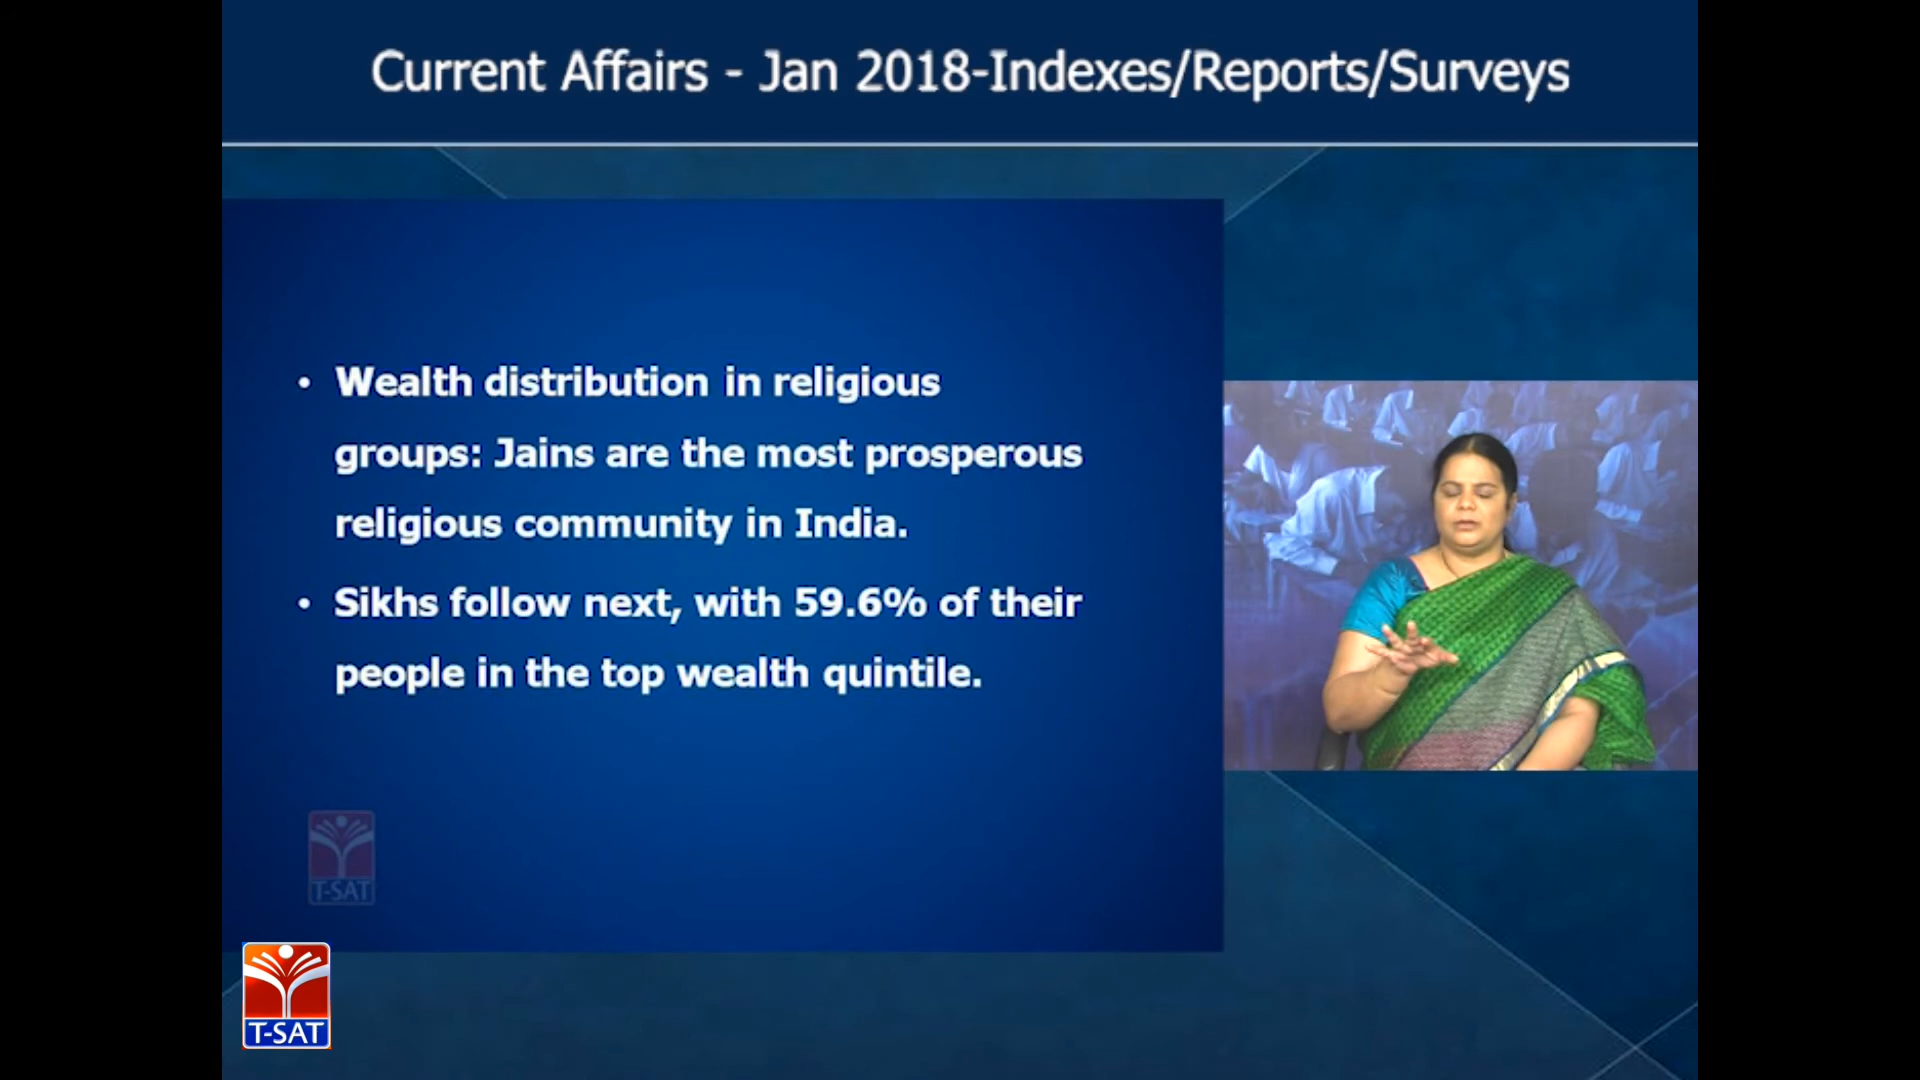 Current Affairs - Jan 2018-Indexes/Reports/Surveys
• Wealth distribution in religious
groups: Jains are the most prosperous
religious community in India.
• Sikhs follow next, with 59.6% of their
people in the top wealth quintile.
T-SAT
T-SAT